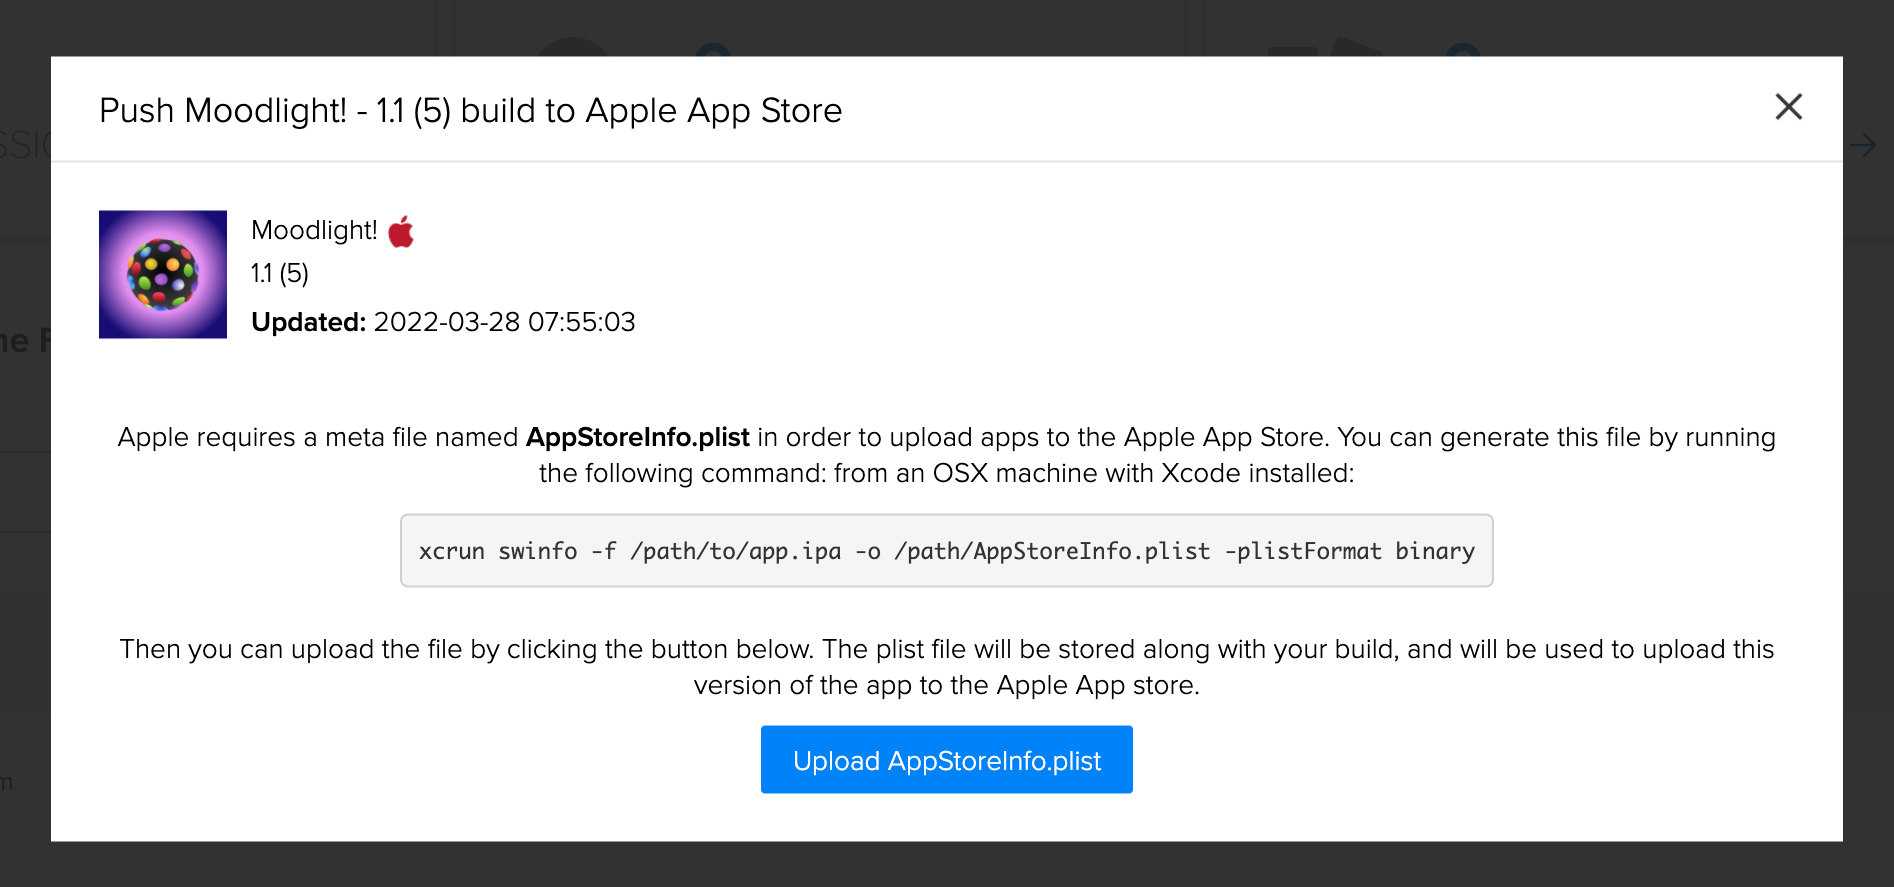 Push Moodlight! - 1.1 (5) build to Apple App Store
Moodlight!
1.1 (5)
Updated: 2022-03-28 07:55:03
Apple requires a meta file named AppStoreInfo.plist in order to upload apps to the Apple App Store. You can generate this file by running
the following command: from an OSX machine with Xcode installed:
xcrun swinfo -f /path/to/app.ipa -o /path/AppStoreInfo.plist -plistFormat binary
Then you can upload the file by clicking the button below. The plist file will be stored along with your build, and will be used to upload this
version of the app to the Apple App store.
Upload AppStoreInfo.plist